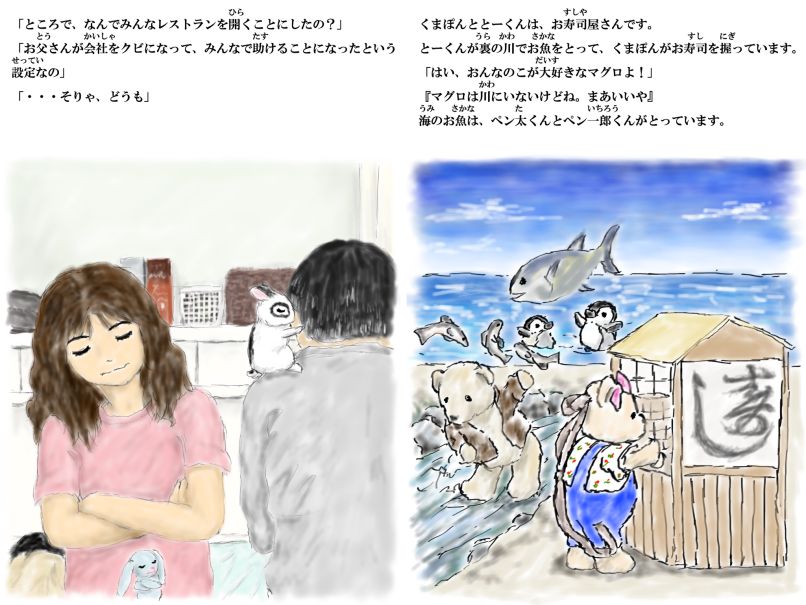 「ところで、なんでみんなレストランを開くことにしたの？」
「お父さんが会社をクビになって、みんなで助けることになったという
設定なの」
「・・・そりゃ、どうも」
くまぽんととーくんは、お寿司屋さんです。
とーくんが裏の川でお魚をとって、くまぽんがお寿司を握っています。
「はい、おんなのこが大好きなマグロよ！」
『マグロは川にいないけどね。まあいいや』
海のお魚は、ペン太くんとペン一郎くんがとっています。
寿し